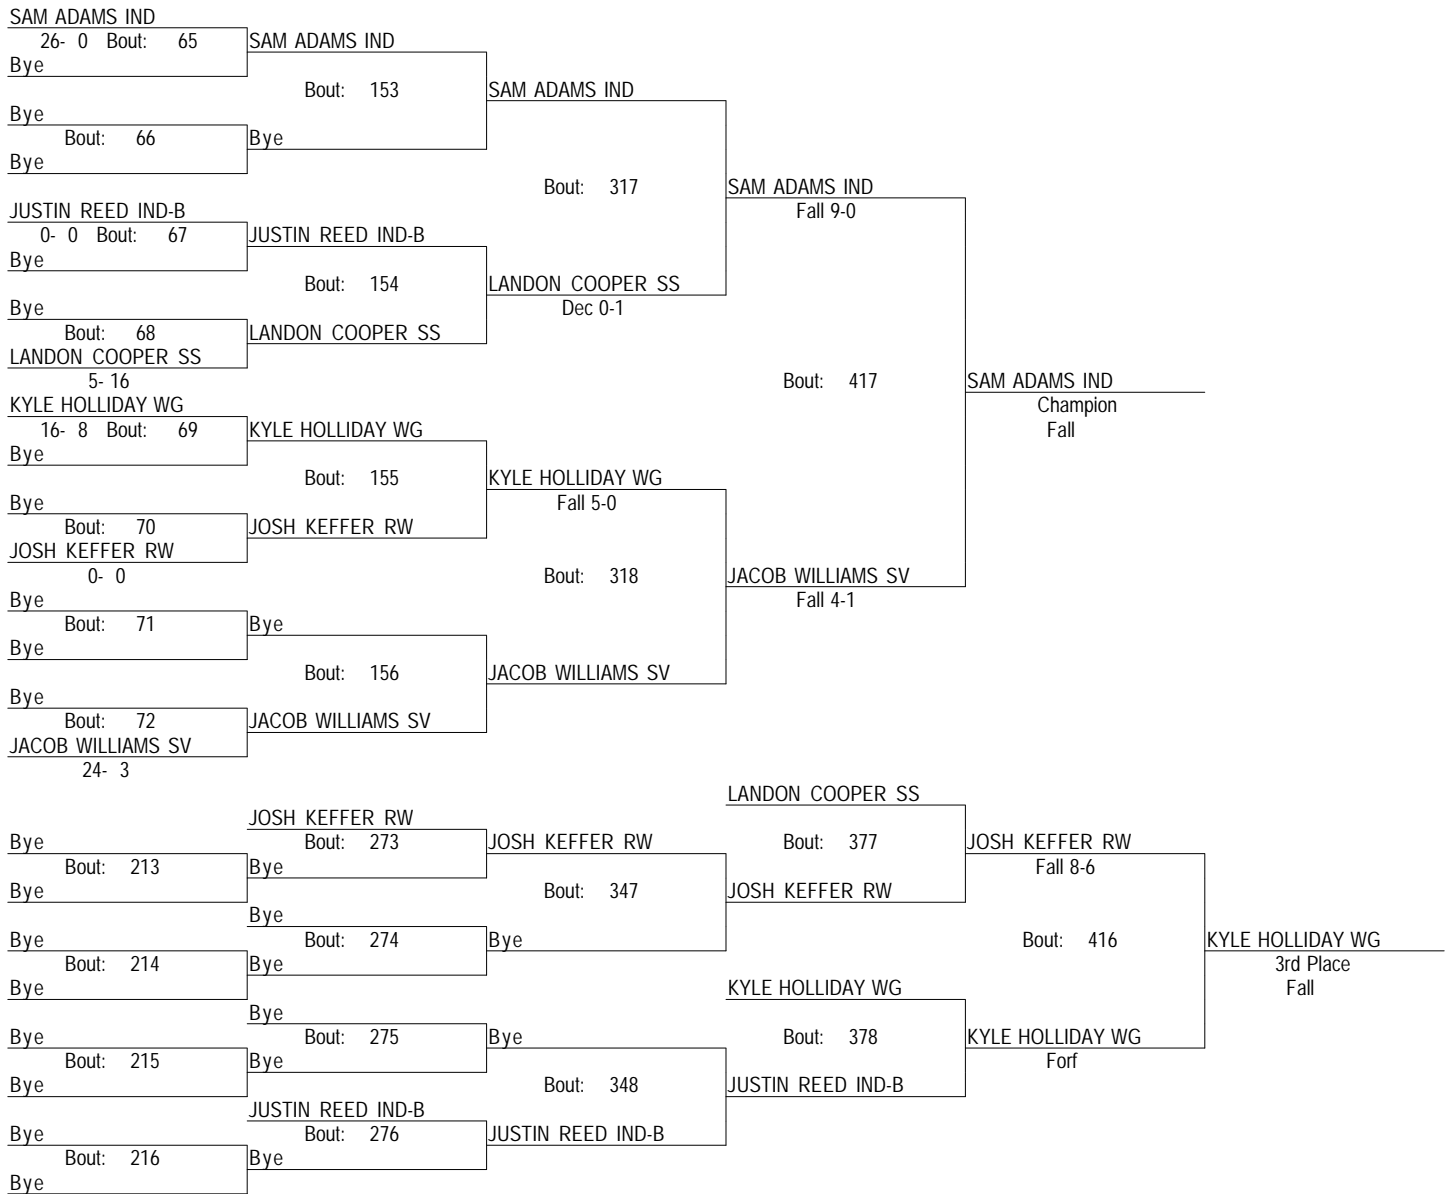 SAM ADAMS IND
26- 0 Bout: 65 SAM ADAMS IND
Bye
Bout: 153 SAM ADAMS IND
Bye
Bout: 66 Bye
Bye
Bout: 317 SAM ADAMS IND
Fall 9-0
JUSTIN REED IND-B
0- 0 Bout: 67 JUSTIN REED IND-B
Bye
Bout: 154 LANDON COOPER SS
Dec 0-1
Bye
Bout: 68 LANDON COOPER SS
LANDON COOPER SS
5- 16
Bout: 417 SAM ADAMS IND
Champion
Fall
KYLE HOLLIDAY WG
16- 8 Bout: 69 KYLE HOLLIDAY WG
Bye
Bout: 155 KYLE HOLLIDAY WG
Fall 5-0
Bye
Bout: 70 JOSH KEFFER RW
JOSH KEFFER RW
0- 0
Bout: 318 JACOB WILLIAMS SV
Fall 4-1
Bye
Bout: 71 Bye
Bye
Bout: 156 JACOB WILLIAMS SV
Bye
Bout: 72 JACOB WILLIAMS SV
JACOB WILLIAMS SV
24- 3
LANDON COOPER SS
JOSH KEFFER RW
Bye Bout: 273 JOSH KEFFER RW Bout: 377 JOSH KEFFER RW
Bout: 213 Bye Fall 8-6
Bye Bout: 347 JOSH KEFFER RW
Bye
Bye Bout: 274 Bye Bout: 416 KYLE HOLLIDAY WG
Bout: 214 Bye 3rd Place
Bye KYLE HOLLIDAY WG Fall
Bye
Bye Bout: 275 Bye Bout: 378 KYLE HOLLIDAY WG
Bout: 215 Bye Forf
Bye Bout: 348 JUSTIN REED IND-B
JUSTIN REED IND-B
Bye Bout: 276 JUSTIN REED IND-B
Bout: 216 Bye
Bye